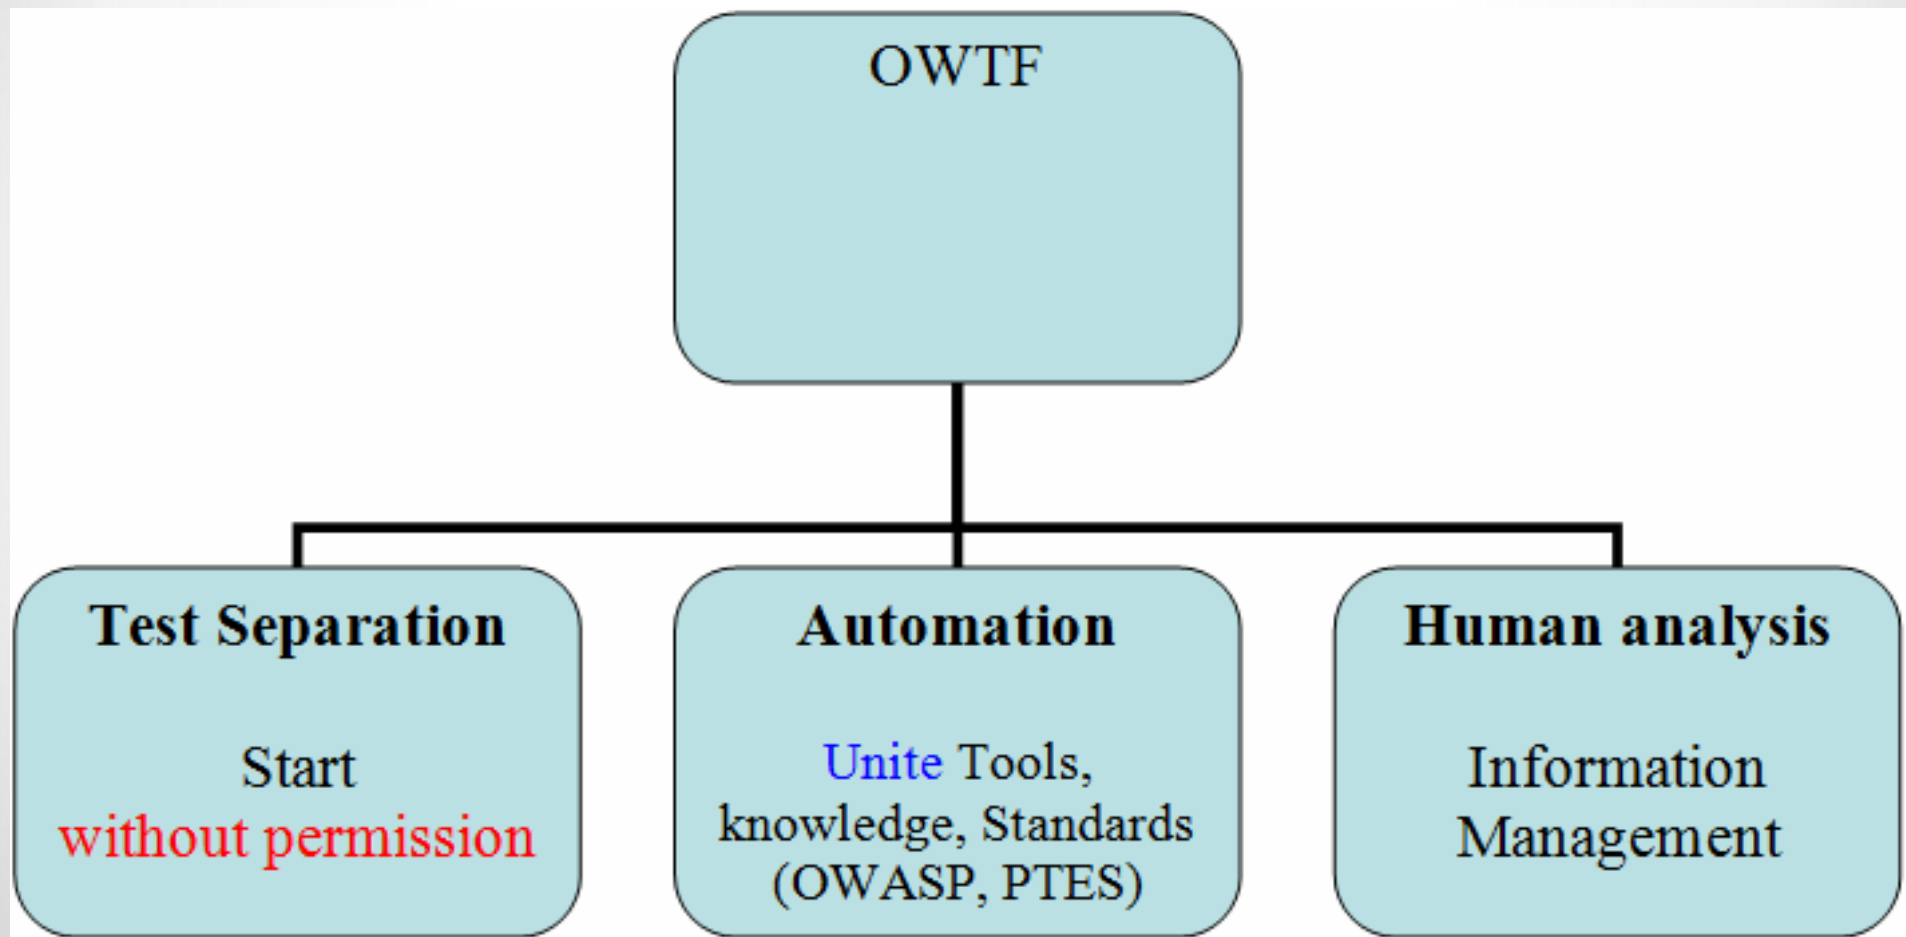 OWTF
Test Separation
Start
without permission
Automation
Unite Tools,
knowledge, Standards
(OWASP, PTES)
Human analysis
Information
Management